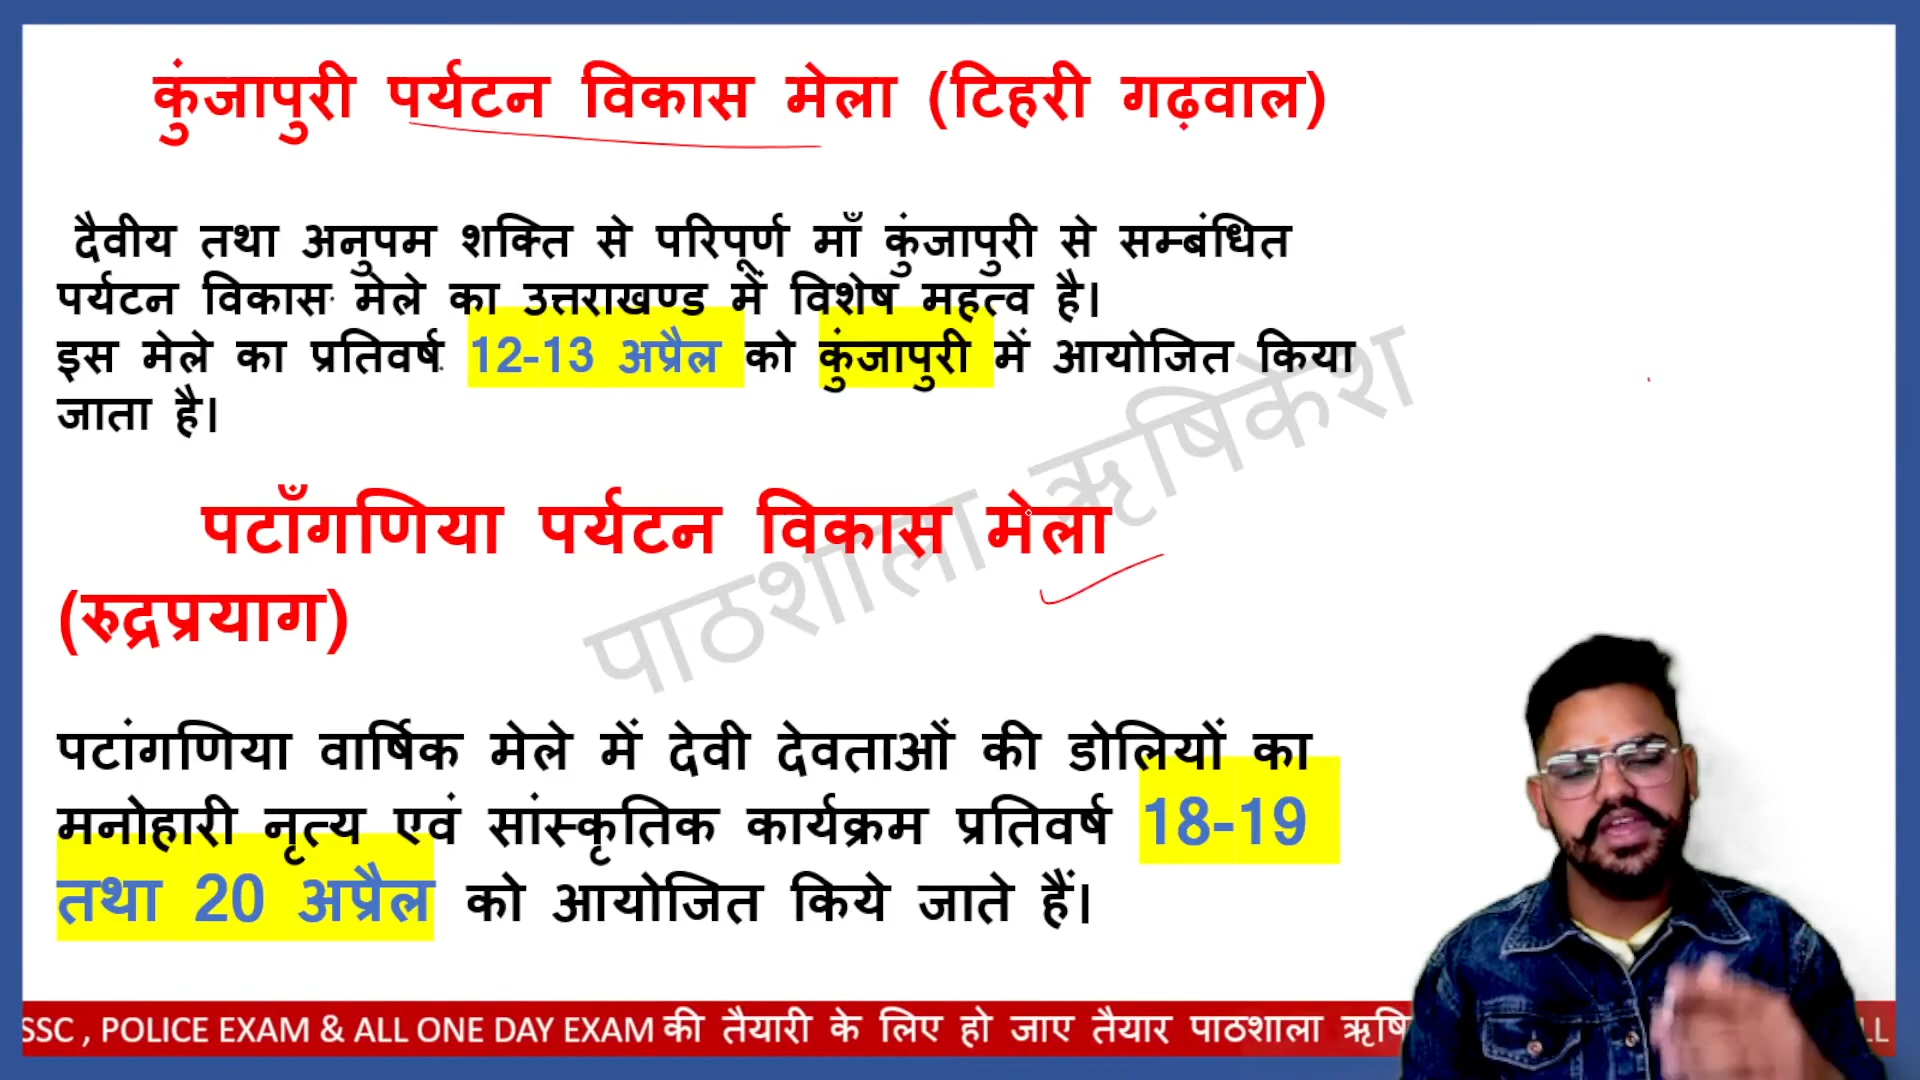 कुंजापुरी पर्यटन विकास मेला (टिहरी गढ़वाल)
दैवीय तथा अनुपम शक्ति से परिपूर्ण माँ कुंजापुरी से सम्बंधित
पर्यटन विकास मेले का उत्तराखण्ड में विशेष महत्व है।
इस मेले का प्रतिवर्ष 12-13 अप्रैल को कुंजापुरी में आयोजित किया
जाता है।
पटाँगणिया पर्यटन विकास मेला
(रुद्रप्रयाग)
पाठशाला ऋषिकेश
पटांगणिया वार्षिक मेले में देवी देवताओं की डोलियों का
मनोहारी नृत्य एवं सांस्कृतिक कार्यक्रम प्रतिवर्ष 18-19
तथा 20 अप्रैल को आयोजित किये जाते हैं।
SSC , POLICE EXAM & ALL ONE DAY EXAM की तैयारी के लिए हो जाए तैयार पाठशाला